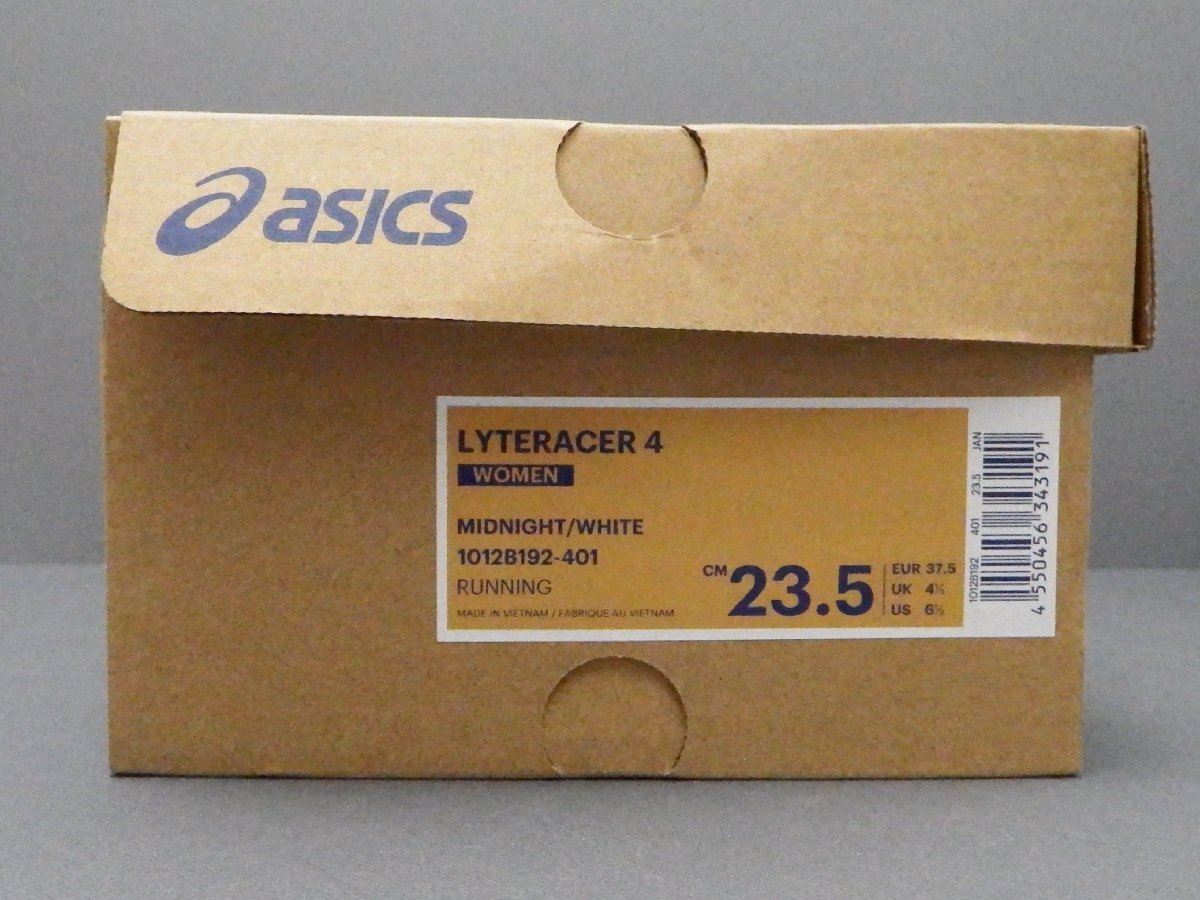 asics
LYTERACER 4
WOMEN
MIDNIGHT/WHITE
1012B192-401
RUNNING
MADE IN VIETNAM / FABRIQUE AU VIETNAM
CM 23.5
EUR 37.5
UK 4½
US 6½
1012B192 401 23.5 JAN
4 550456 343191